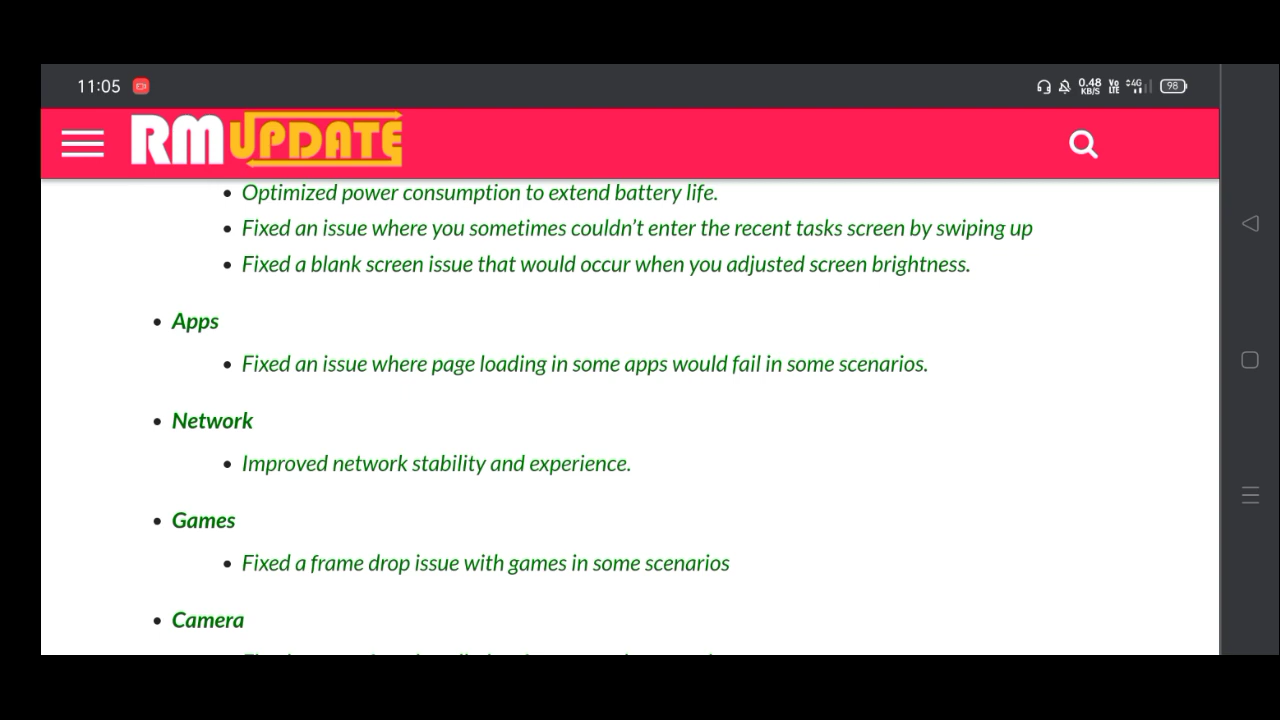 11:05
0.48 KB/S Vo LTE 4G 98
RMUPDATE
Optimized power consumption to extend battery life.
Fixed an issue where you sometimes couldn’t enter the recent tasks screen by swiping up
Fixed a blank screen issue that would occur when you adjusted screen brightness.
Apps
Fixed an issue where page loading in some apps would fail in some scenarios.
Network
Improved network stability and experience.
Games
Fixed a frame drop issue with games in some scenarios
Camera